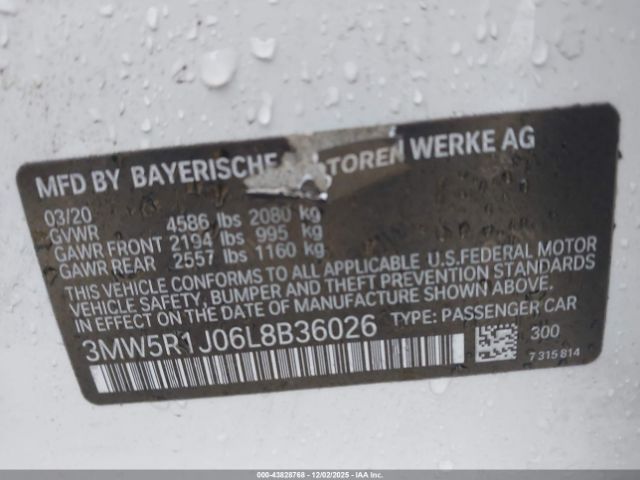 MFD BY BAYERISCHE TOREN WERKE AG
03/20
GVWR 4586 lbs 2080 kg
GAWR FRONT 2194 lbs 995 kg
GAWR REAR 2557 lbs 1160 kg
THIS VEHICLE CONFORMS TO ALL APPLICABLE U.S.FEDERAL MOTOR
VEHICLE SAFETY, BUMPER AND THEFT PREVENTION STANDARDS
IN EFFECT ON THE DATE OF MANUFACTURE SHOWN ABOVE.
3MW5R1J06L8B36026 TYPE: PASSENGER CAR
300
7 315 814
000-43828768 • 12/02/2025 • COPYRIGHT IAA, LLC.